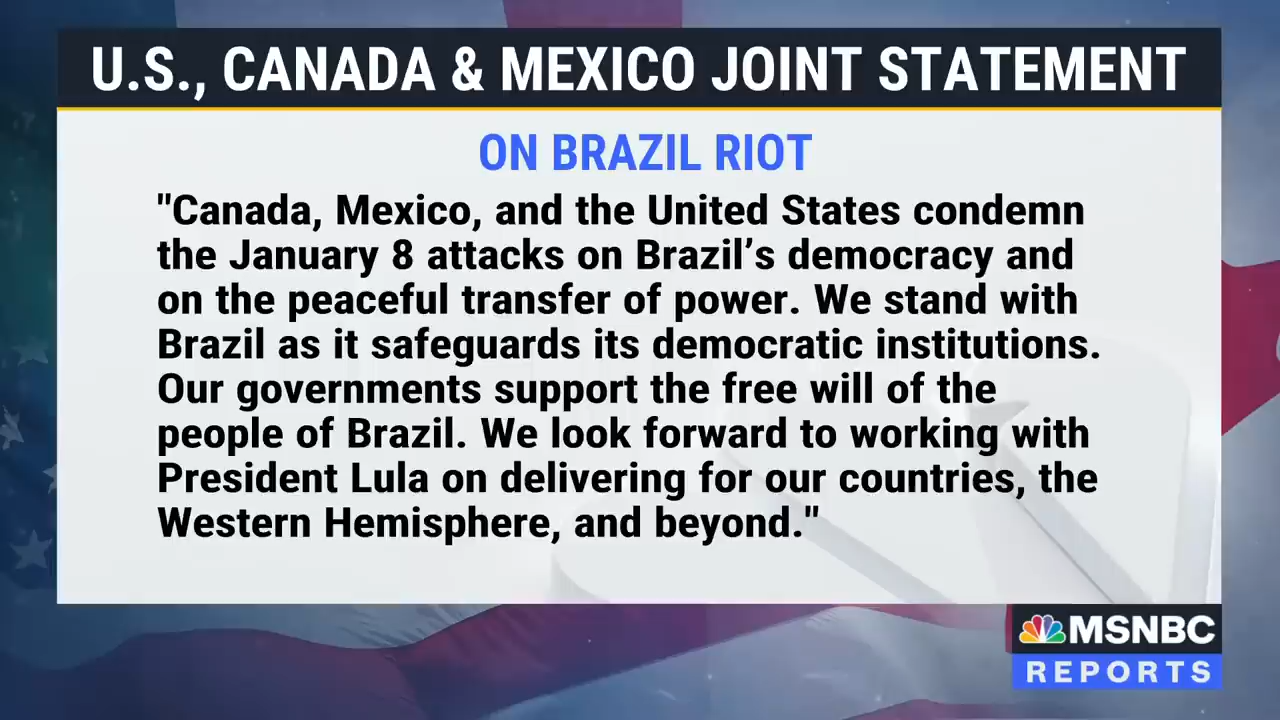 U.S., CANADA & MEXICO JOINT STATEMENT
ON BRAZIL RIOT
"Canada, Mexico, and the United States condemn
the January 8 attacks on Brazil’s democracy and
on the peaceful transfer of power. We stand with
Brazil as it safeguards its democratic institutions.
Our governments support the free will of the
people of Brazil. We look forward to working with
President Lula on delivering for our countries, the
Western Hemisphere, and beyond."
MSNBC
REPORTS